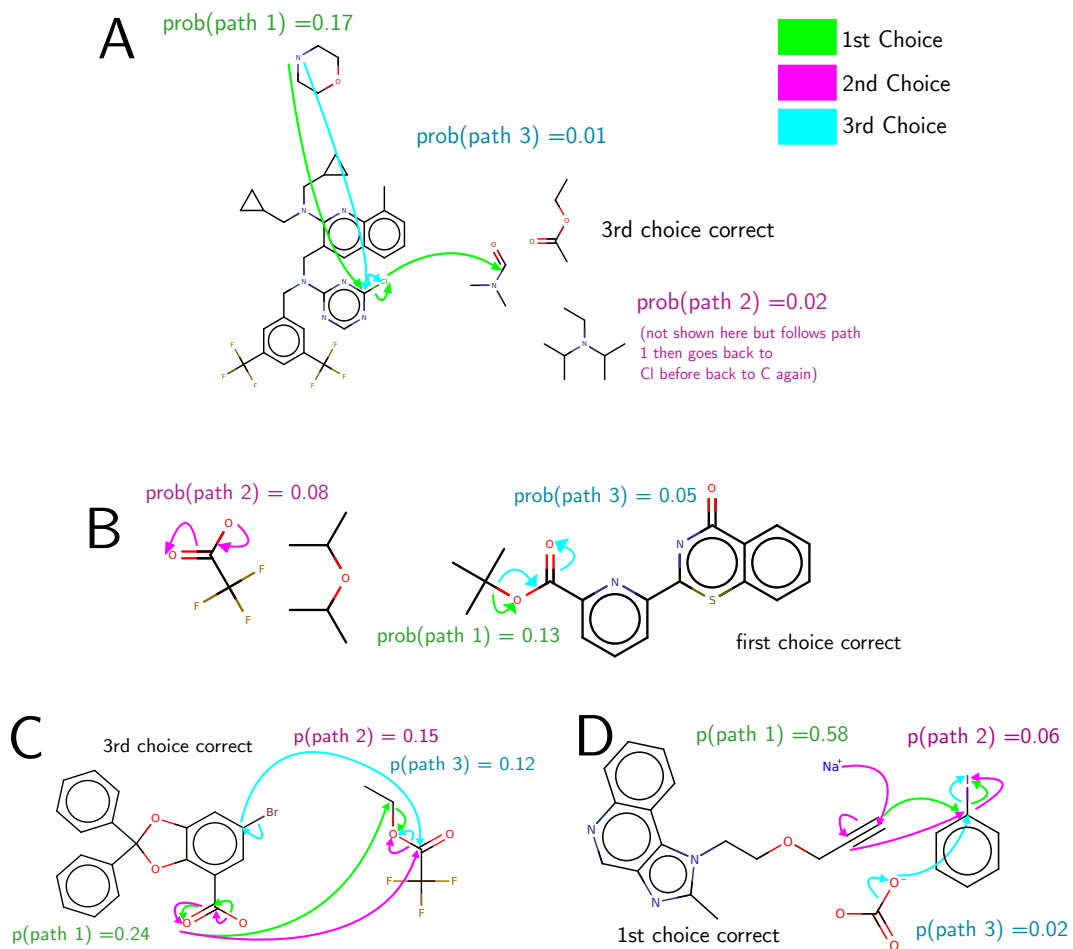 A
prob(path 1) =0.17
1st Choice
2nd Choice
3rd Choice
N
O
prob(path 3) =0.01
N
N
O
O
3rd choice correct
O
N
N
N
Cl
N
N
N
prob(path 2) =0.02
(not shown here but follows path
1 then goes back to
Cl before back to C again)
N
F
F
F
F
F
F
B
prob(path 2) = 0.08
O
O
F
F
F
O
prob(path 3) = 0.05
O
O
O
N
N
S
prob(path 1) = 0.13
first choice correct
C
3rd choice correct
p(path 2) = 0.15
p(path 3) = 0.12
O
O
Br
O
O
O
O
F
F
F
p(path 1) =0.24
D
p(path 1) =0.58
p(path 2) =0.06
Na+
I
N
N
N
O
O-
O
O
1st choice correct
p(path 3) =0.02